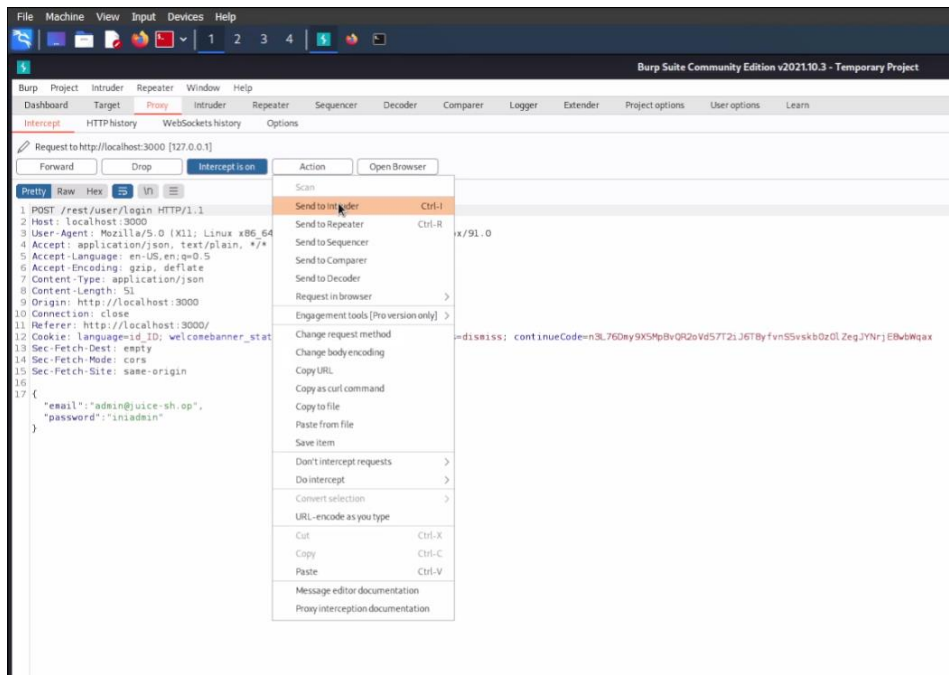 File Machine View Input Devices Help
1 2 3 4
Burp Suite Community Edition v2021.10.3 - Temporary Project
Burp Project Intruder Repeater Window Help
Dashboard Target Proxy Intruder Repeater Sequencer Decoder Comparer Logger Extender Project options User options Learn
Intercept HTTP history WebSockets history Options
Request to http://localhost:3000 [127.0.0.1]
Forward Drop Intercept is on Action Open Browser
Pretty Raw Hex \n
Scan
Send to Intruder Ctrl-I
Send to Repeater Ctrl-R
Send to Sequencer
Send to Comparer
Send to Decoder
Request in browser >
Engagement tools [Pro version only] >
Change request method
Change body encoding
Copy URL
Copy as curl command
Copy to file
Paste from file
Save item
Don't intercept requests >
Do intercept >
Convert selection >
URL-encode as you type
Cut Ctrl-X
Copy Ctrl-C
Paste Ctrl-V
Message editor documentation
Proxy interception documentation
1 POST /rest/user/login HTTP/1.1
2 Host: localhost:3000
3 User-Agent: Mozilla/5.0 (X11; Linux x86_64 ox/91.0
4 Accept: application/json, text/plain, */*
5 Accept-Language: en-US,en;q=0.5
6 Accept-Encoding: gzip, deflate
7 Content-Type: application/json
8 Content-Length: 51
9 Origin: http://localhost:3000
10 Connection: close
11 Referer: http://localhost:3000/
12 Cookie: language=id_ID; welcomebanner_stat =dismiss; continueCode=
13 Sec-Fetch-Dest: empty
14 Sec-Fetch-Mode: cors
15 Sec-Fetch-Site: same-origin
16
17 {
"email":"admin@juice-sh.op",
"password":"iniadmin"
}